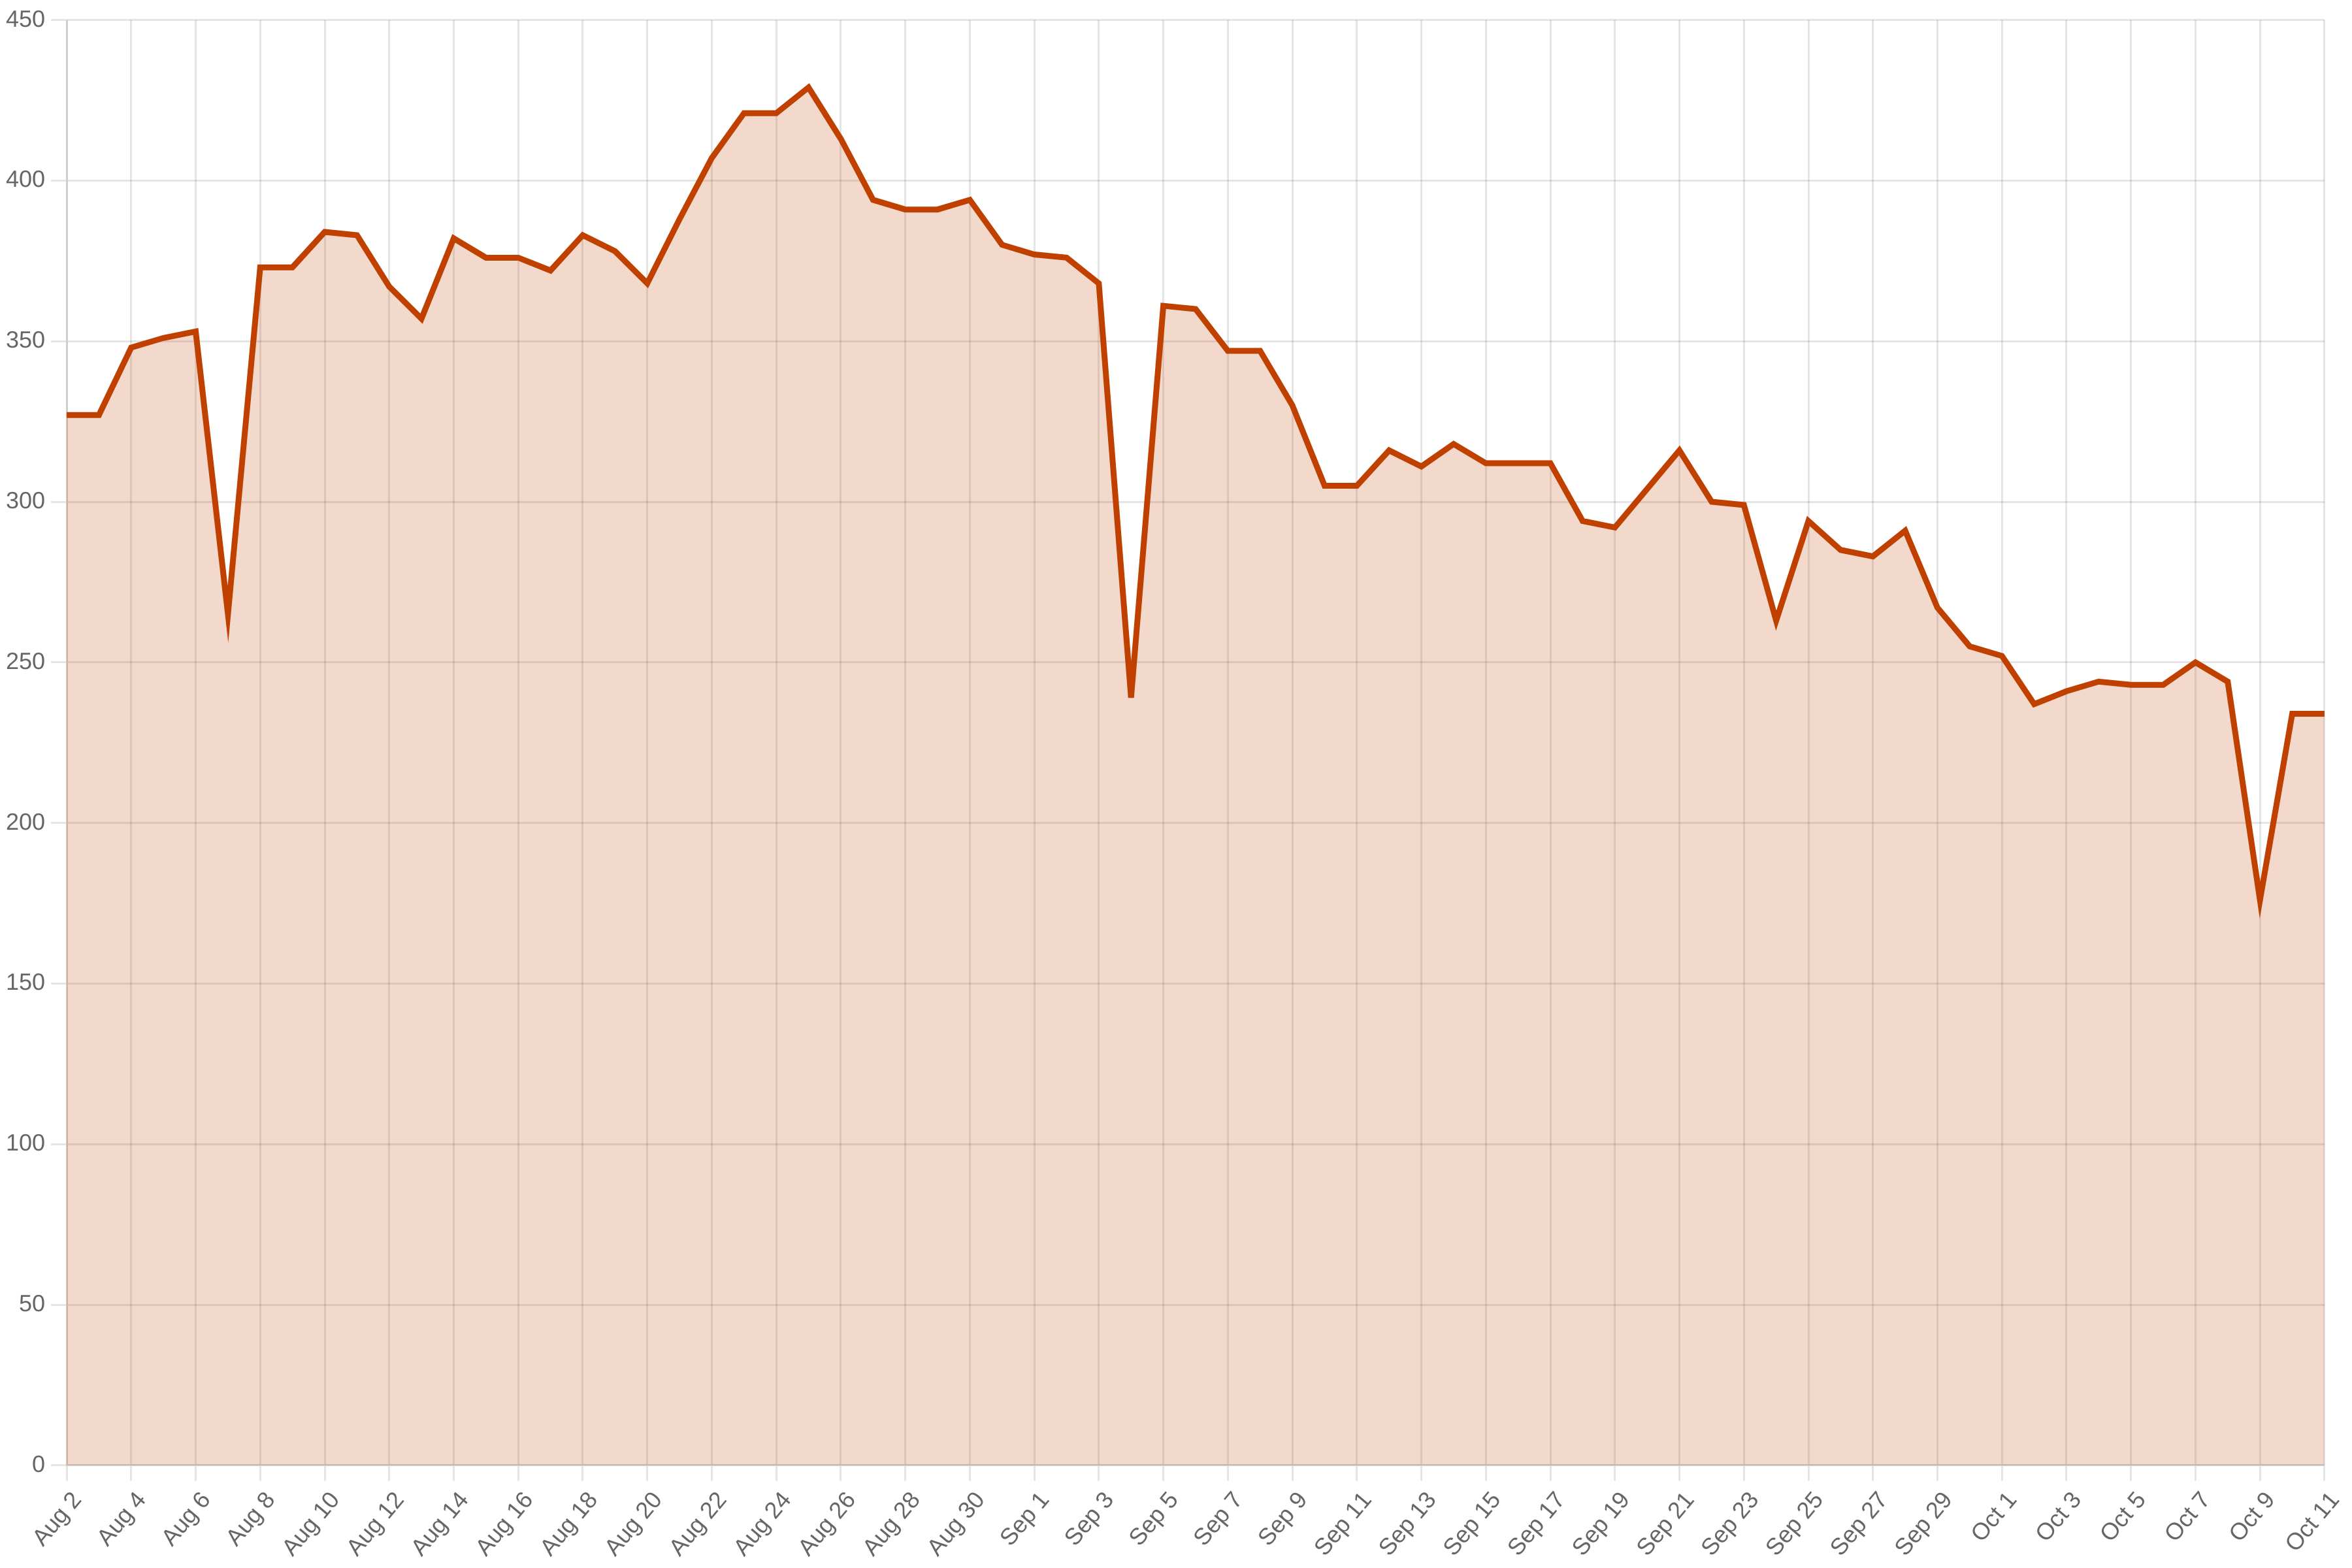 450
400
350
300
250
200
150
100
50
0
Aug 2
Aug 4
Aug 6
Aug 8
Aug 10
Aug 12
Aug 14
Aug 16
Aug 18
Aug 20
Aug 22
Aug 24
Aug 26
Aug 28
Aug 30
Sep 1
Sep 3
Sep 5
Sep 7
Sep 9
Sep 11
Sep 13
Sep 15
Sep 17
Sep 19
Sep 21
Sep 23
Sep 25
Sep 27
Sep 29
Oct 1
Oct 3
Oct 5
Oct 7
Oct 9
Oct 11